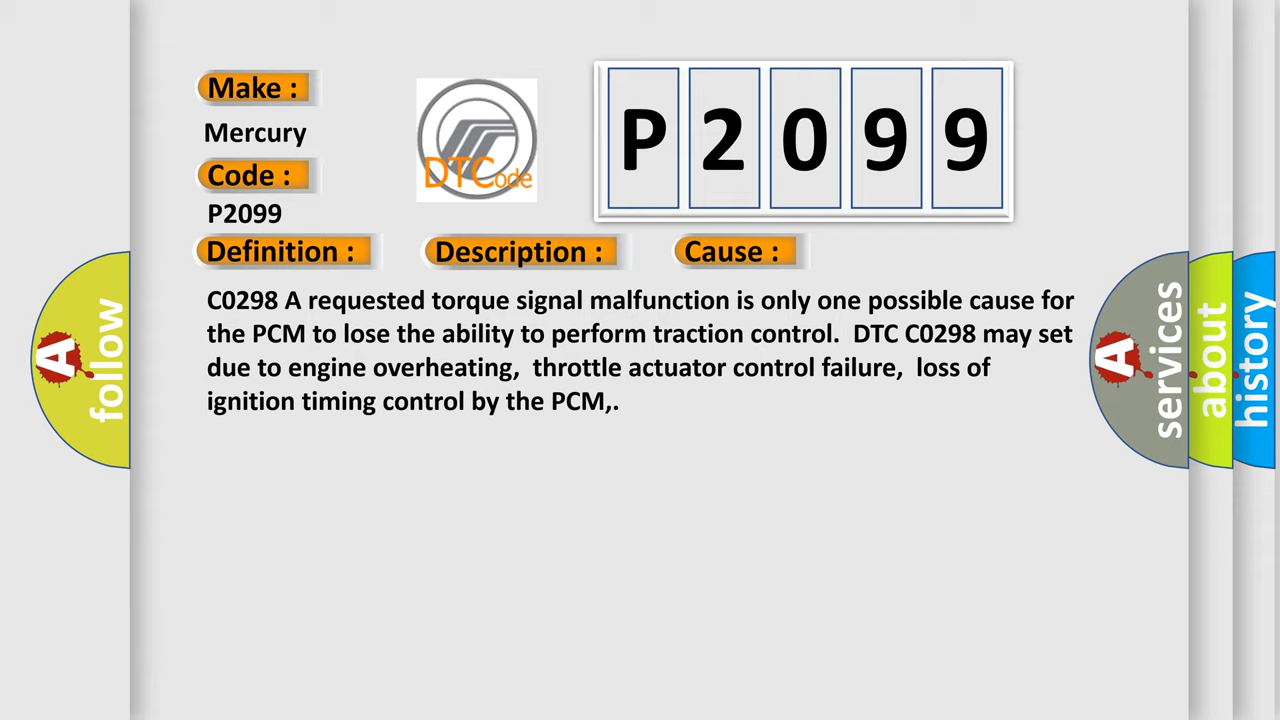 Make :
Mercury
Code :
P2099
DTCode
P 2 0 9 9
Definition :
Description :
Cause :
C0298 A requested torque signal malfunction is only one possible cause for
the PCM to lose the ability to perform traction control.  DTC C0298 may set
due to engine overheating,  throttle actuator control failure,  loss of
ignition timing control by the PCM,.
A
follow
A
services
about
history